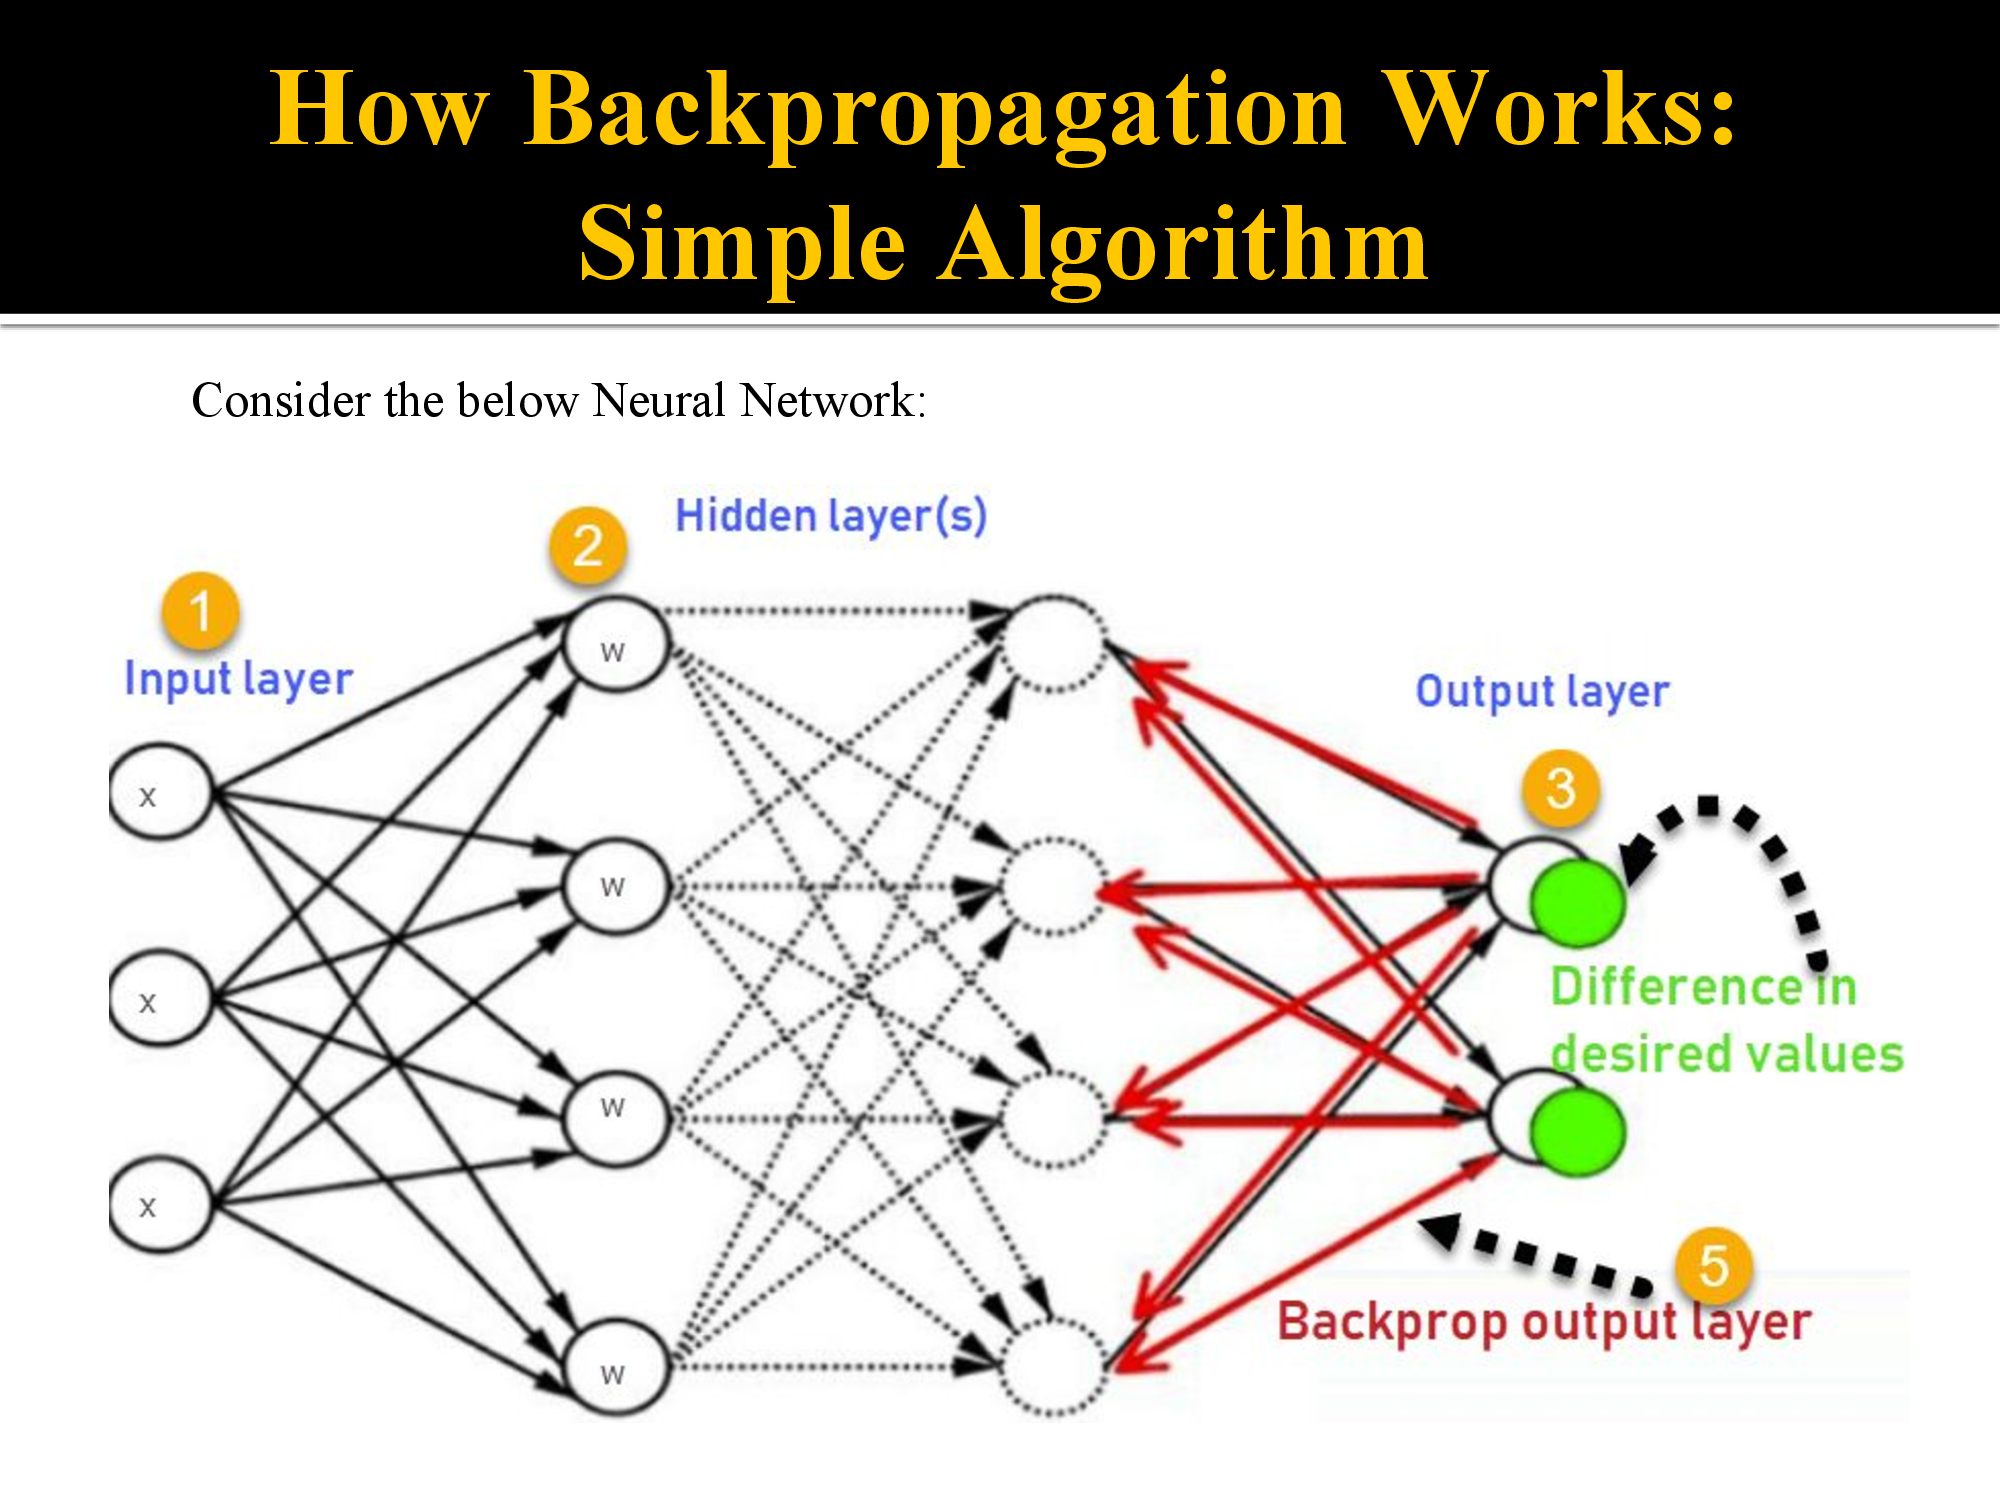 How Backpropagation Works:
Simple Algorithm
Consider the below Neural Network:
2
Hidden layer(s)
1
Input layer
Output layer
3
x
x
x
w
w
w
w
Difference in
desired values
5
Backprop output layer